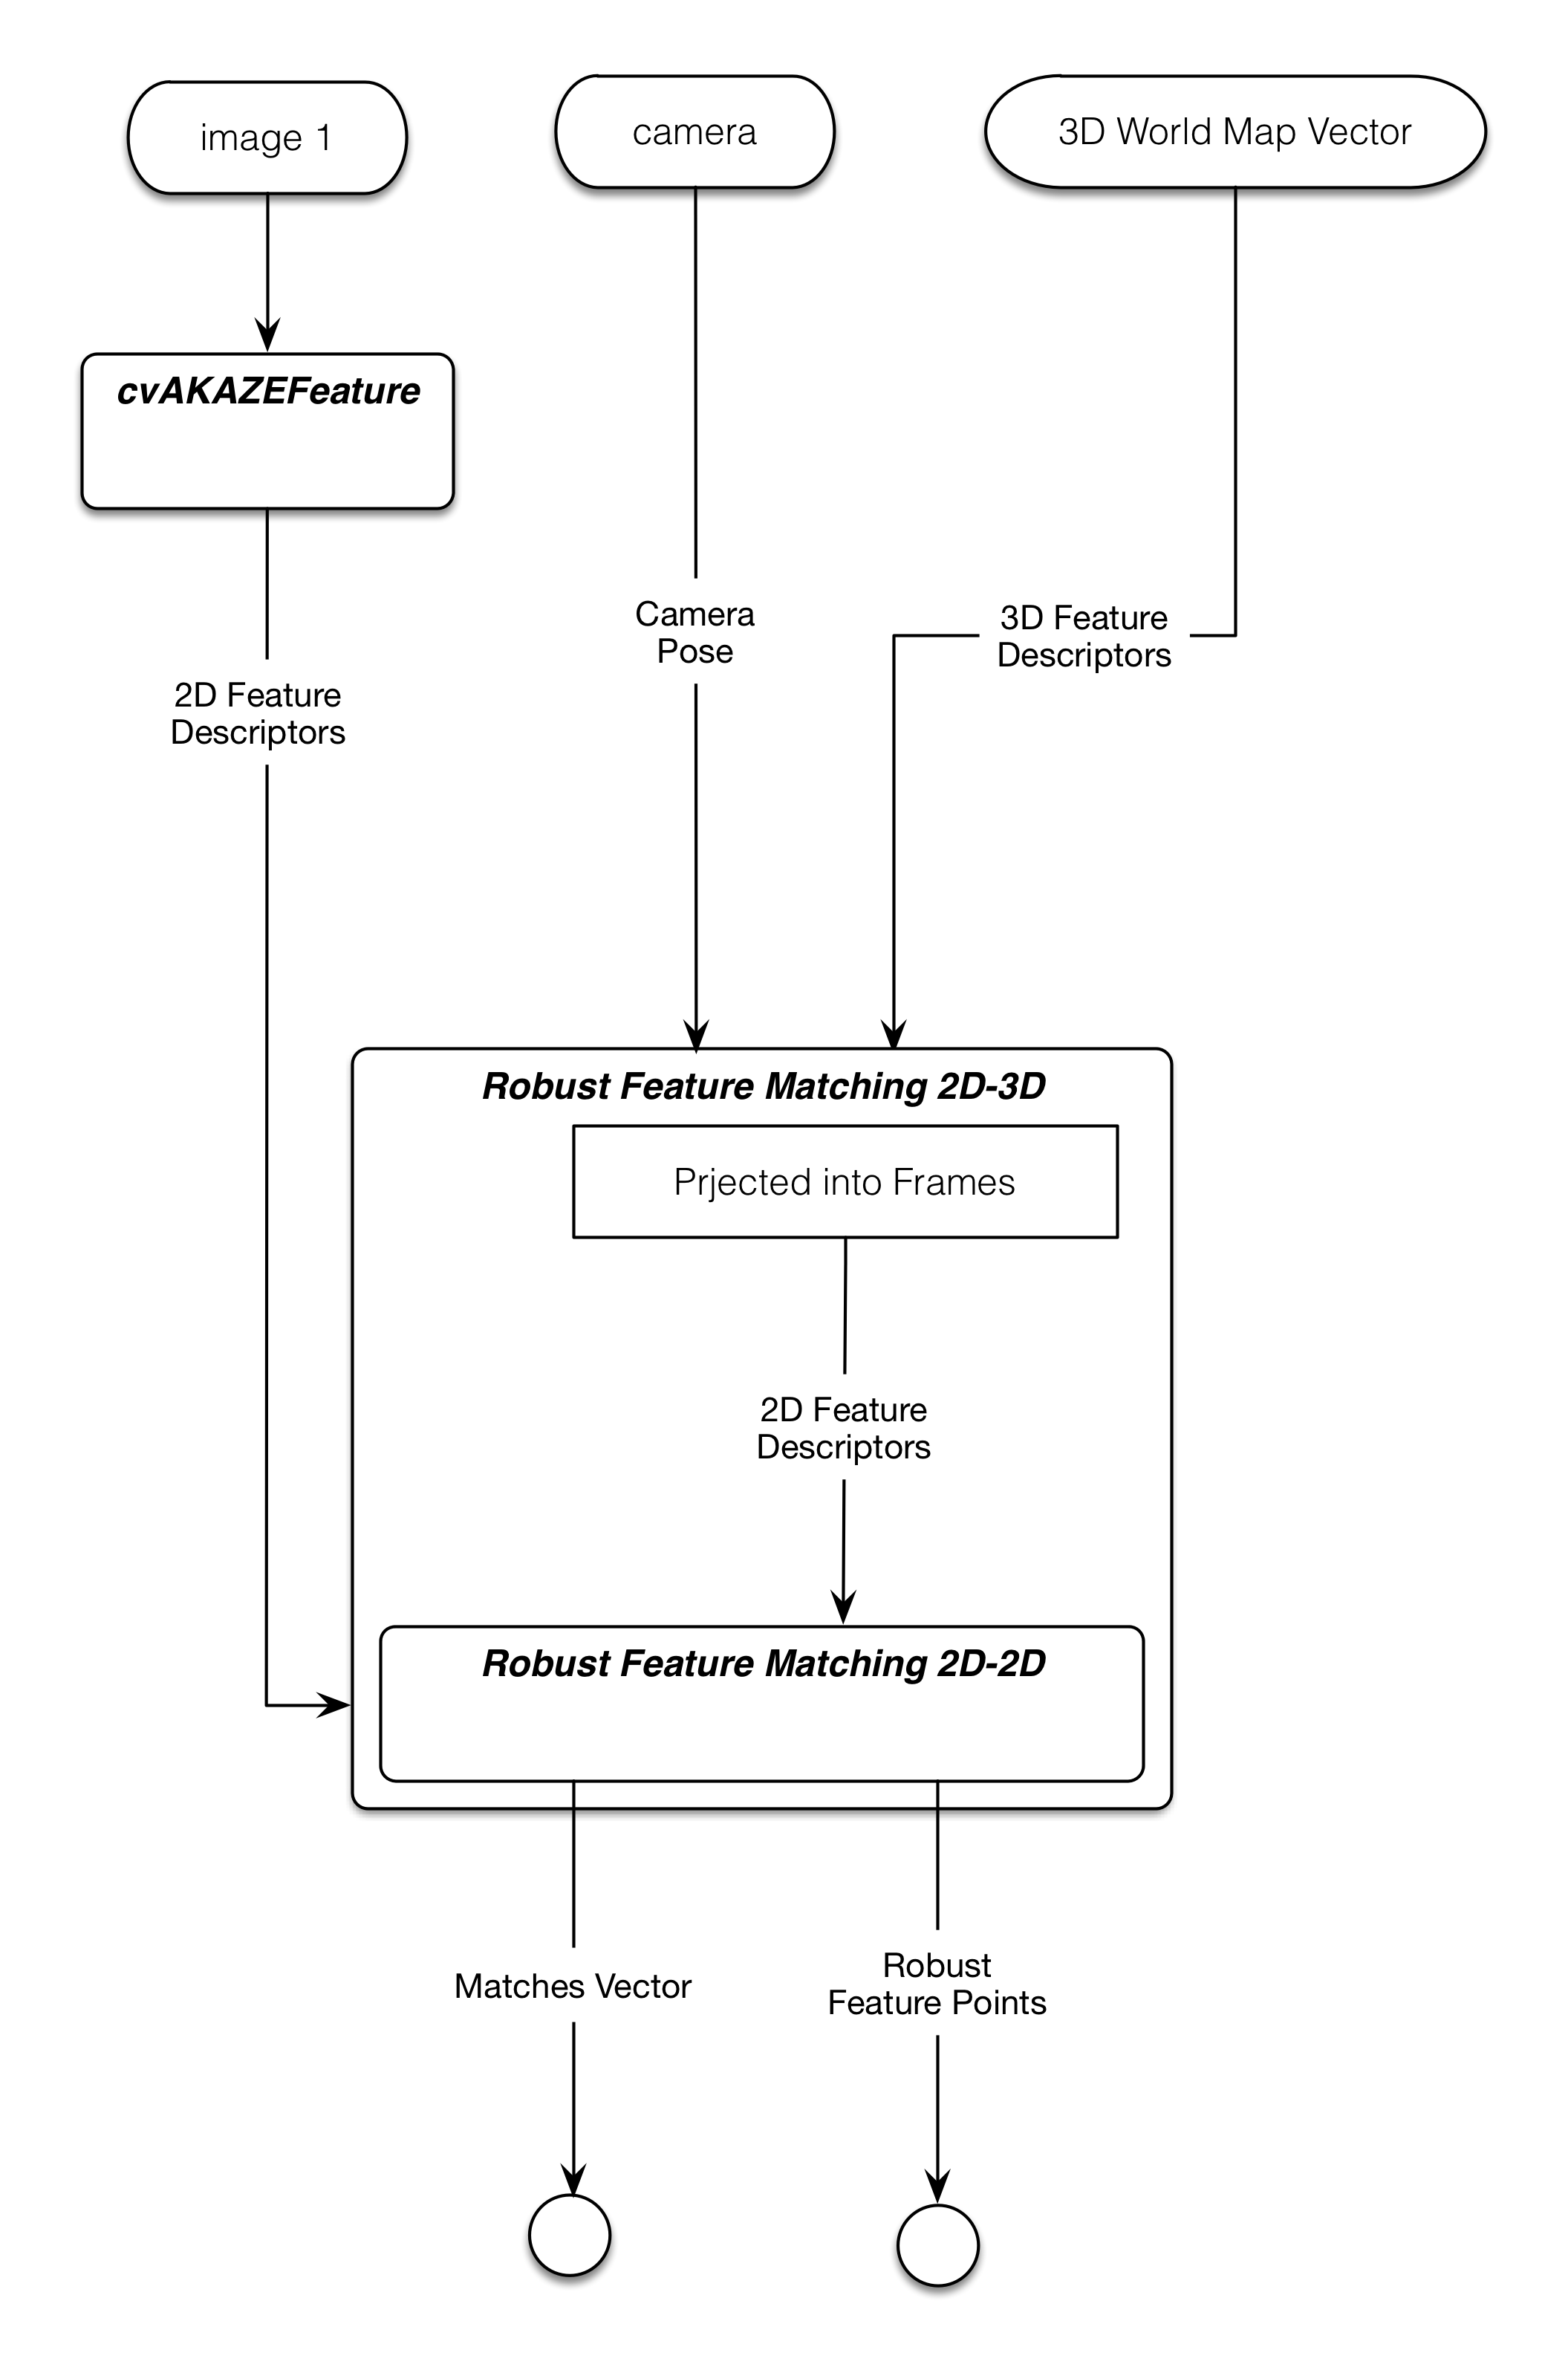 image 1
camera
3D World Map Vector
cvAKAZEFeature
Camera
Pose
3D Feature
Descriptors
2D Feature
Descriptors
Robust Feature Matching 2D-3D
Prjected into Frames
2D Feature
Descriptors
Robust Feature Matching 2D-2D
Matches Vector
Robust
Feature Points